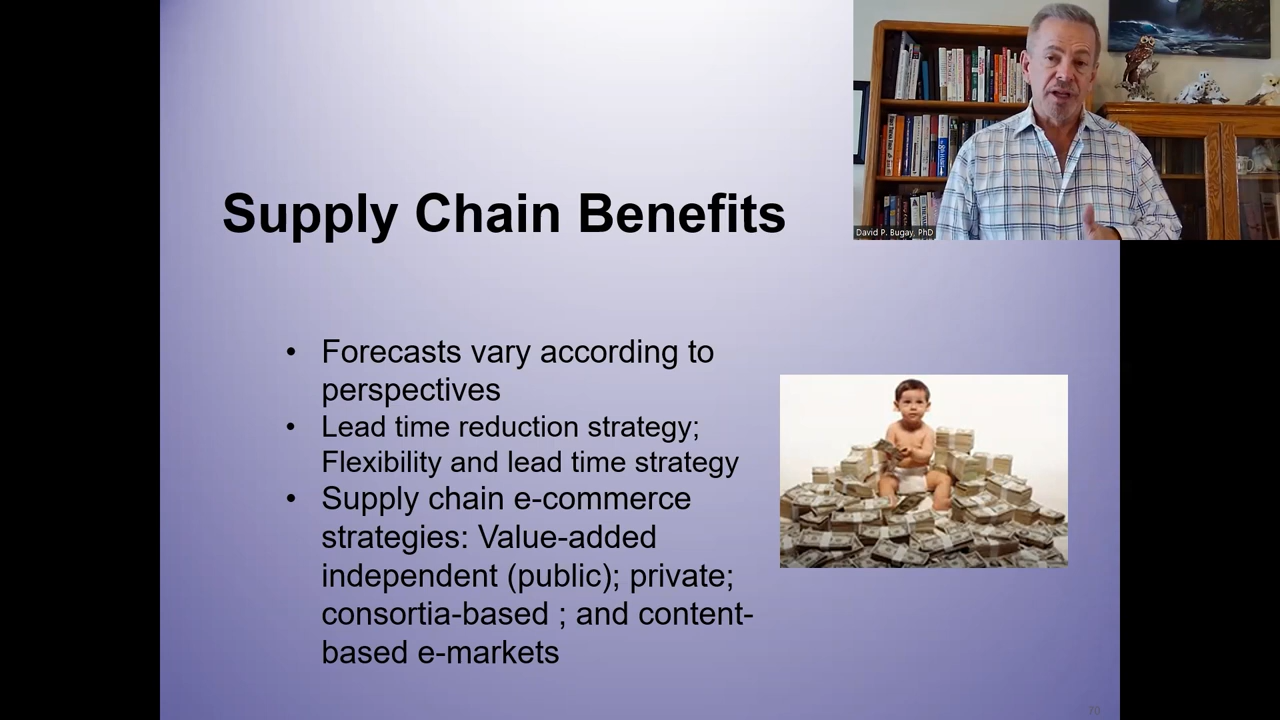 Supply Chain Benefits
David P. Bugay, PhD
• Forecasts vary according to
perspectives
• Lead time reduction strategy;
Flexibility and lead time strategy
• Supply chain e-commerce
strategies: Value-added
independent (public); private;
consortia-based ; and content-
based e-markets
70